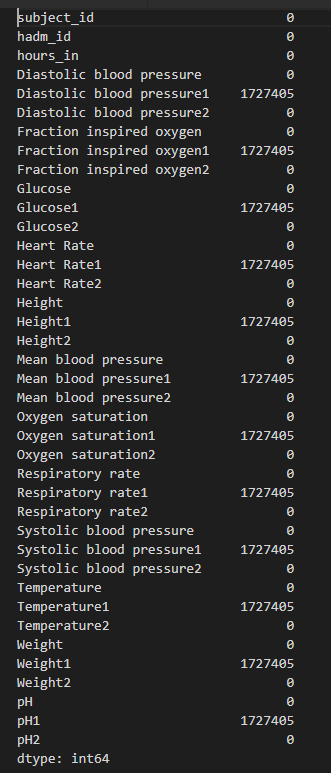 subject_id 0
hadm_id 0
hours_in 0
Diastolic blood pressure 0
Diastolic blood pressure1 1727405
Diastolic blood pressure2 0
Fraction inspired oxygen 0
Fraction inspired oxygen1 1727405
Fraction inspired oxygen2 0
Glucose 0
Glucose1 1727405
Glucose2 0
Heart Rate 0
Heart Rate1 1727405
Heart Rate2 0
Height 0
Height1 1727405
Height2 0
Mean blood pressure 0
Mean blood pressure1 1727405
Mean blood pressure2 0
Oxygen saturation 0
Oxygen saturation1 1727405
Oxygen saturation2 0
Respiratory rate 0
Respiratory rate1 1727405
Respiratory rate2 0
Systolic blood pressure 0
Systolic blood pressure1 1727405
Systolic blood pressure2 0
Temperature 0
Temperature1 1727405
Temperature2 0
Weight 0
Weight1 1727405
Weight2 0
pH 0
pH1 1727405
pH2 0
dtype: int64